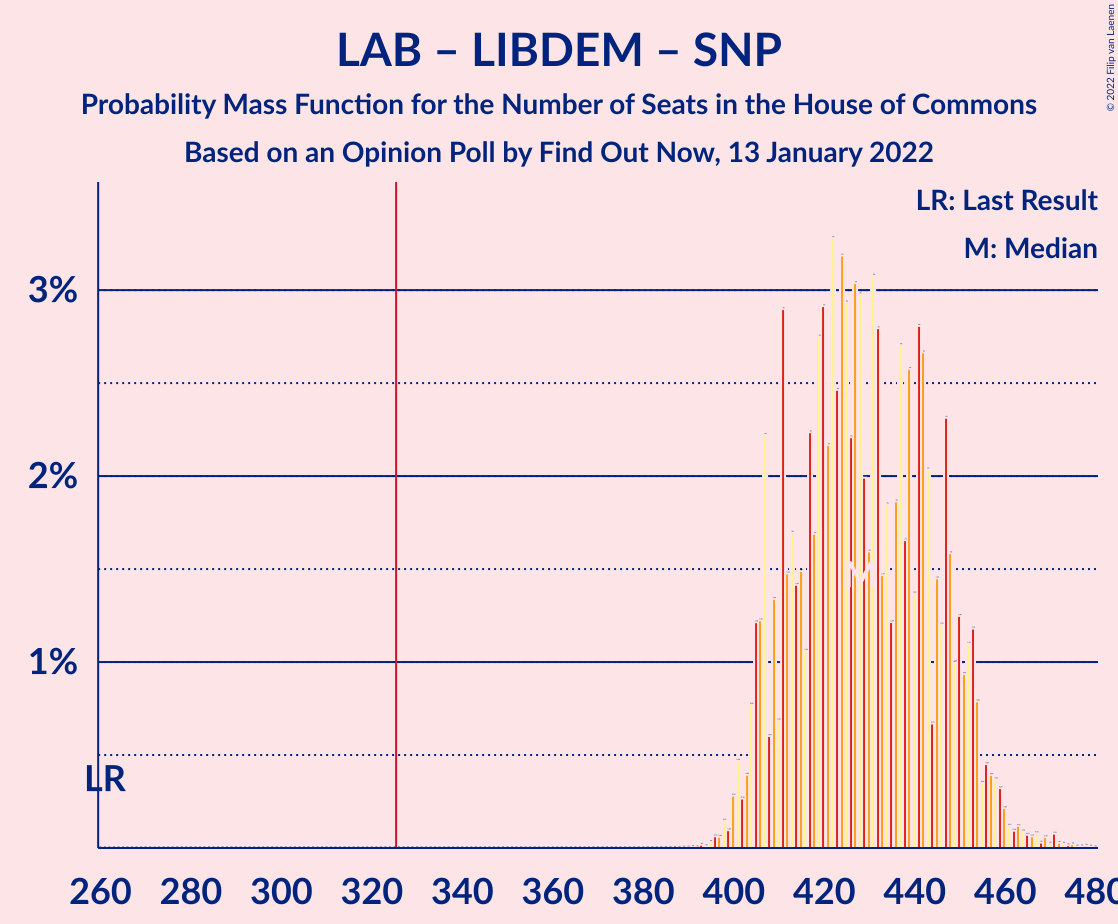 LAB – LIBDEM – SNP
Probability Mass Function for the Number of Seats in the House of Commons
Based on an Opinion Poll by Find Out Now, 13 January 2022
© 2022 Filip van Laenen
LR: Last Result
M: Median
3%
2%
1%
M
LR
260 280 300 320 340 360 380 400 420 440 460 480